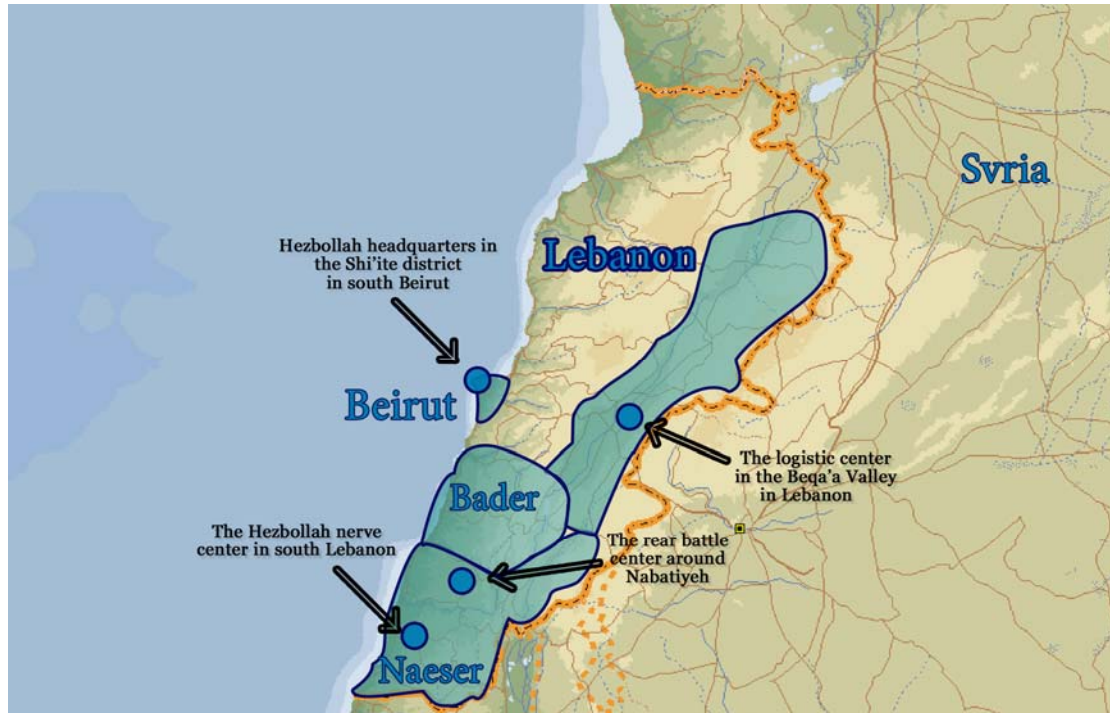 Svria
Lebanon
Hezbollah headquarters in
the Shi'ite district
in south Beirut
Beirut
The logistic center
in the Beqa'a Valley
in Lebanon
Bader
The Hezbollah nerve
center in south Lebanon
The rear battle
center around
Nabatiyeh
Naeser